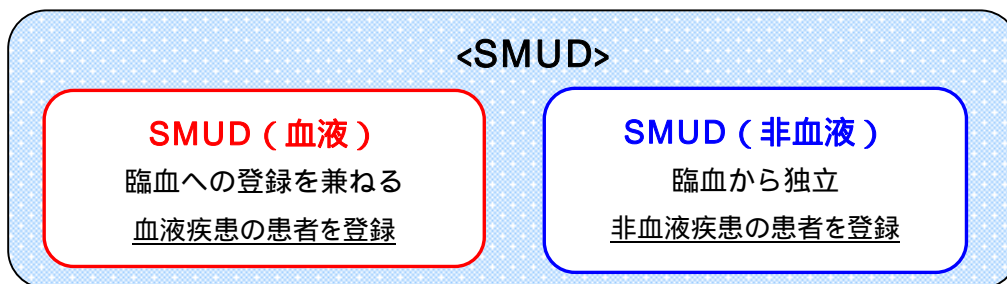 <SMUD>
SMUD（血液）
臨血への登録を兼ねる
血液疾患の患者を登録
SMUD（非血液）
臨血から独立
非血液疾患の患者を登録